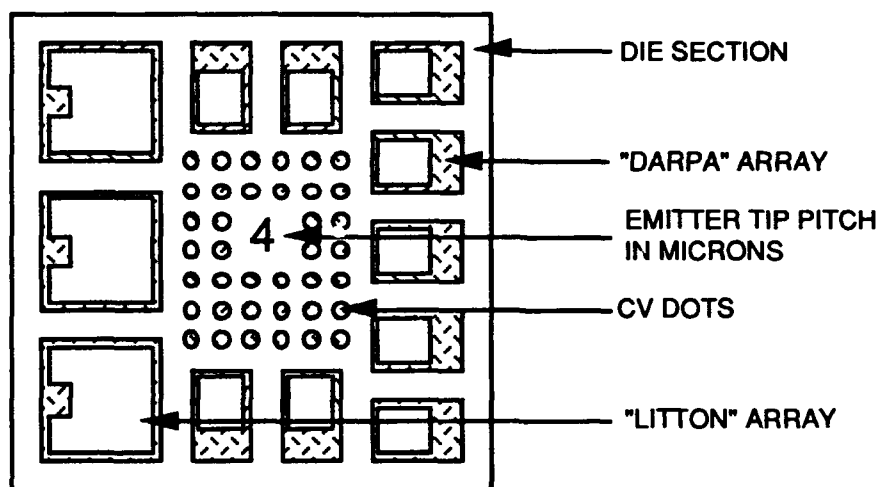 DIE SECTION
"DARPA" ARRAY
4
EMITTER TIP PITCH
IN MICRONS
CV DOTS
"LITTON" ARRAY